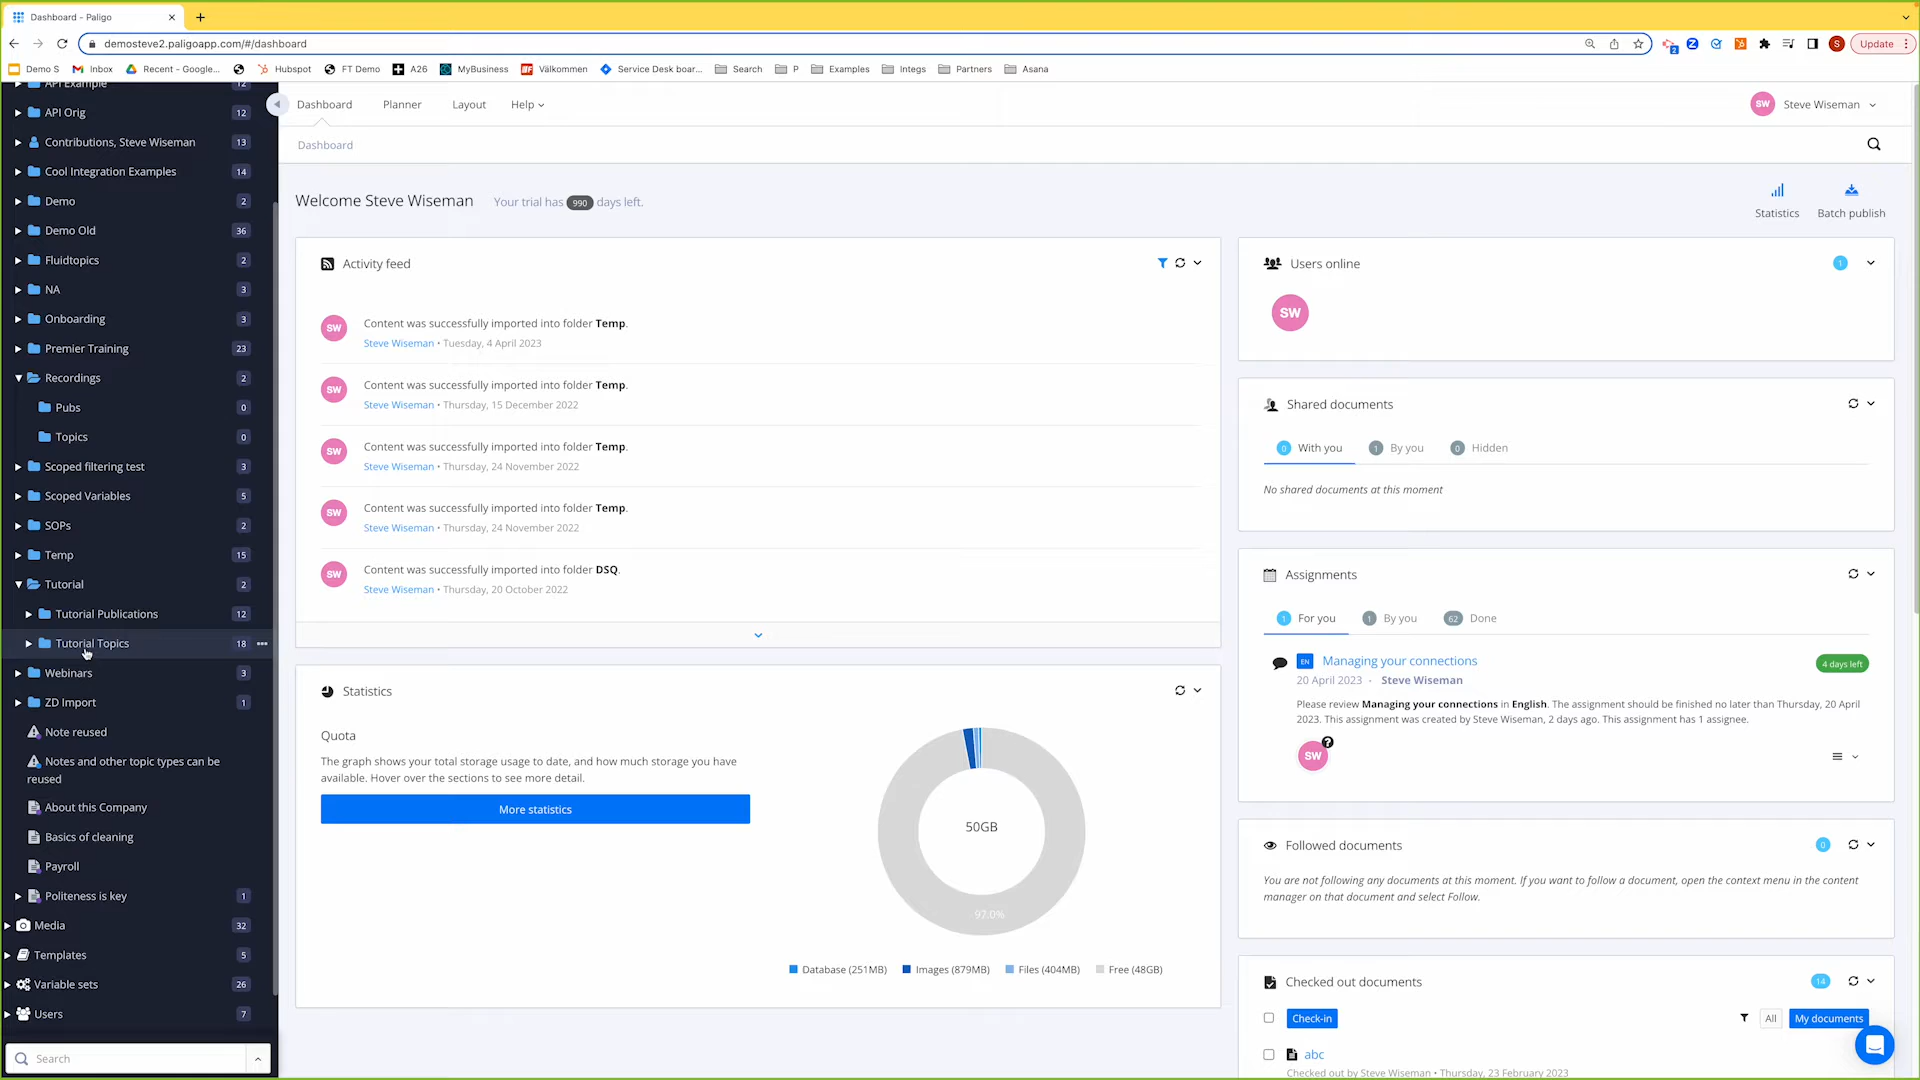 Dashboard - Paligo
demosteve2.paligoapp.com/#/dashboard
Update
Demo S
Inbox
Recent - Google...
Hubspot
FT Demo
A26
MyBusiness
Välkommen
Service Desk boar...
Search
P
Examples
Integs
Partners
Asana
API Example 12
API Orig 12
Contributions, Steve Wiseman 13
Cool Integration Examples 14
Demo 2
Demo Old 36
Fluidtopics 2
NA 3
Onboarding 3
Premier Training 23
Recordings 2
Pubs 0
Topics 0
Scoped filtering test 3
Scoped Variables 5
SOPs 2
Temp 15
Tutorial 2
Tutorial Publications 12
Tutorial Topics 18
Webinars 3
ZD Import 1
Note reused
Notes and other topic types can be
reused
About this Company
Basics of cleaning
Payroll
Politeness is key 1
Media 32
Templates 5
Variable sets 26
Users 7
Search
Dashboard
Planner
Layout
Help
SW Steve Wiseman
Dashboard
Welcome Steve Wiseman
Your trial has 990 days left.
Statistics
Batch publish
Activity feed
SW
Content was successfully imported into folder Temp.
Steve Wiseman • Tuesday, 4 April 2023
SW
Content was successfully imported into folder Temp.
Steve Wiseman • Thursday, 15 December 2022
SW
Content was successfully imported into folder Temp.
Steve Wiseman • Thursday, 24 November 2022
SW
Content was successfully imported into folder Temp.
Steve Wiseman • Thursday, 24 November 2022
SW
Content was successfully imported into folder DSQ.
Steve Wiseman • Thursday, 20 October 2022
Statistics
Quota
The graph shows your total storage usage to date, and how much storage you have
available. Hover over the sections to see more detail.
More statistics
50GB
97.0%
Database (251MB)
Images (879MB)
Files (404MB)
Free (48GB)
Users online 1
SW
Shared documents
0 With you
1 By you
0 Hidden
No shared documents at this moment
Assignments
1 For you
1 By you
62 Done
EN Managing your connections
4 days left
20 April 2023 • Steve Wiseman
Please review Managing your connections in English. The assignment should be finished no later than Thursday, 20 April
2023. This assignment was created by Steve Wiseman, 2 days ago. This assignment has 1 assignee.
SW ?
Followed documents 0
You are not following any documents at this moment. If you want to follow a document, open the context menu in the content
manager on that document and select Follow.
Checked out documents 14
Check-in
All
My documents
abc
Checked out by Steve Wiseman • Thursday, 23 February 2023